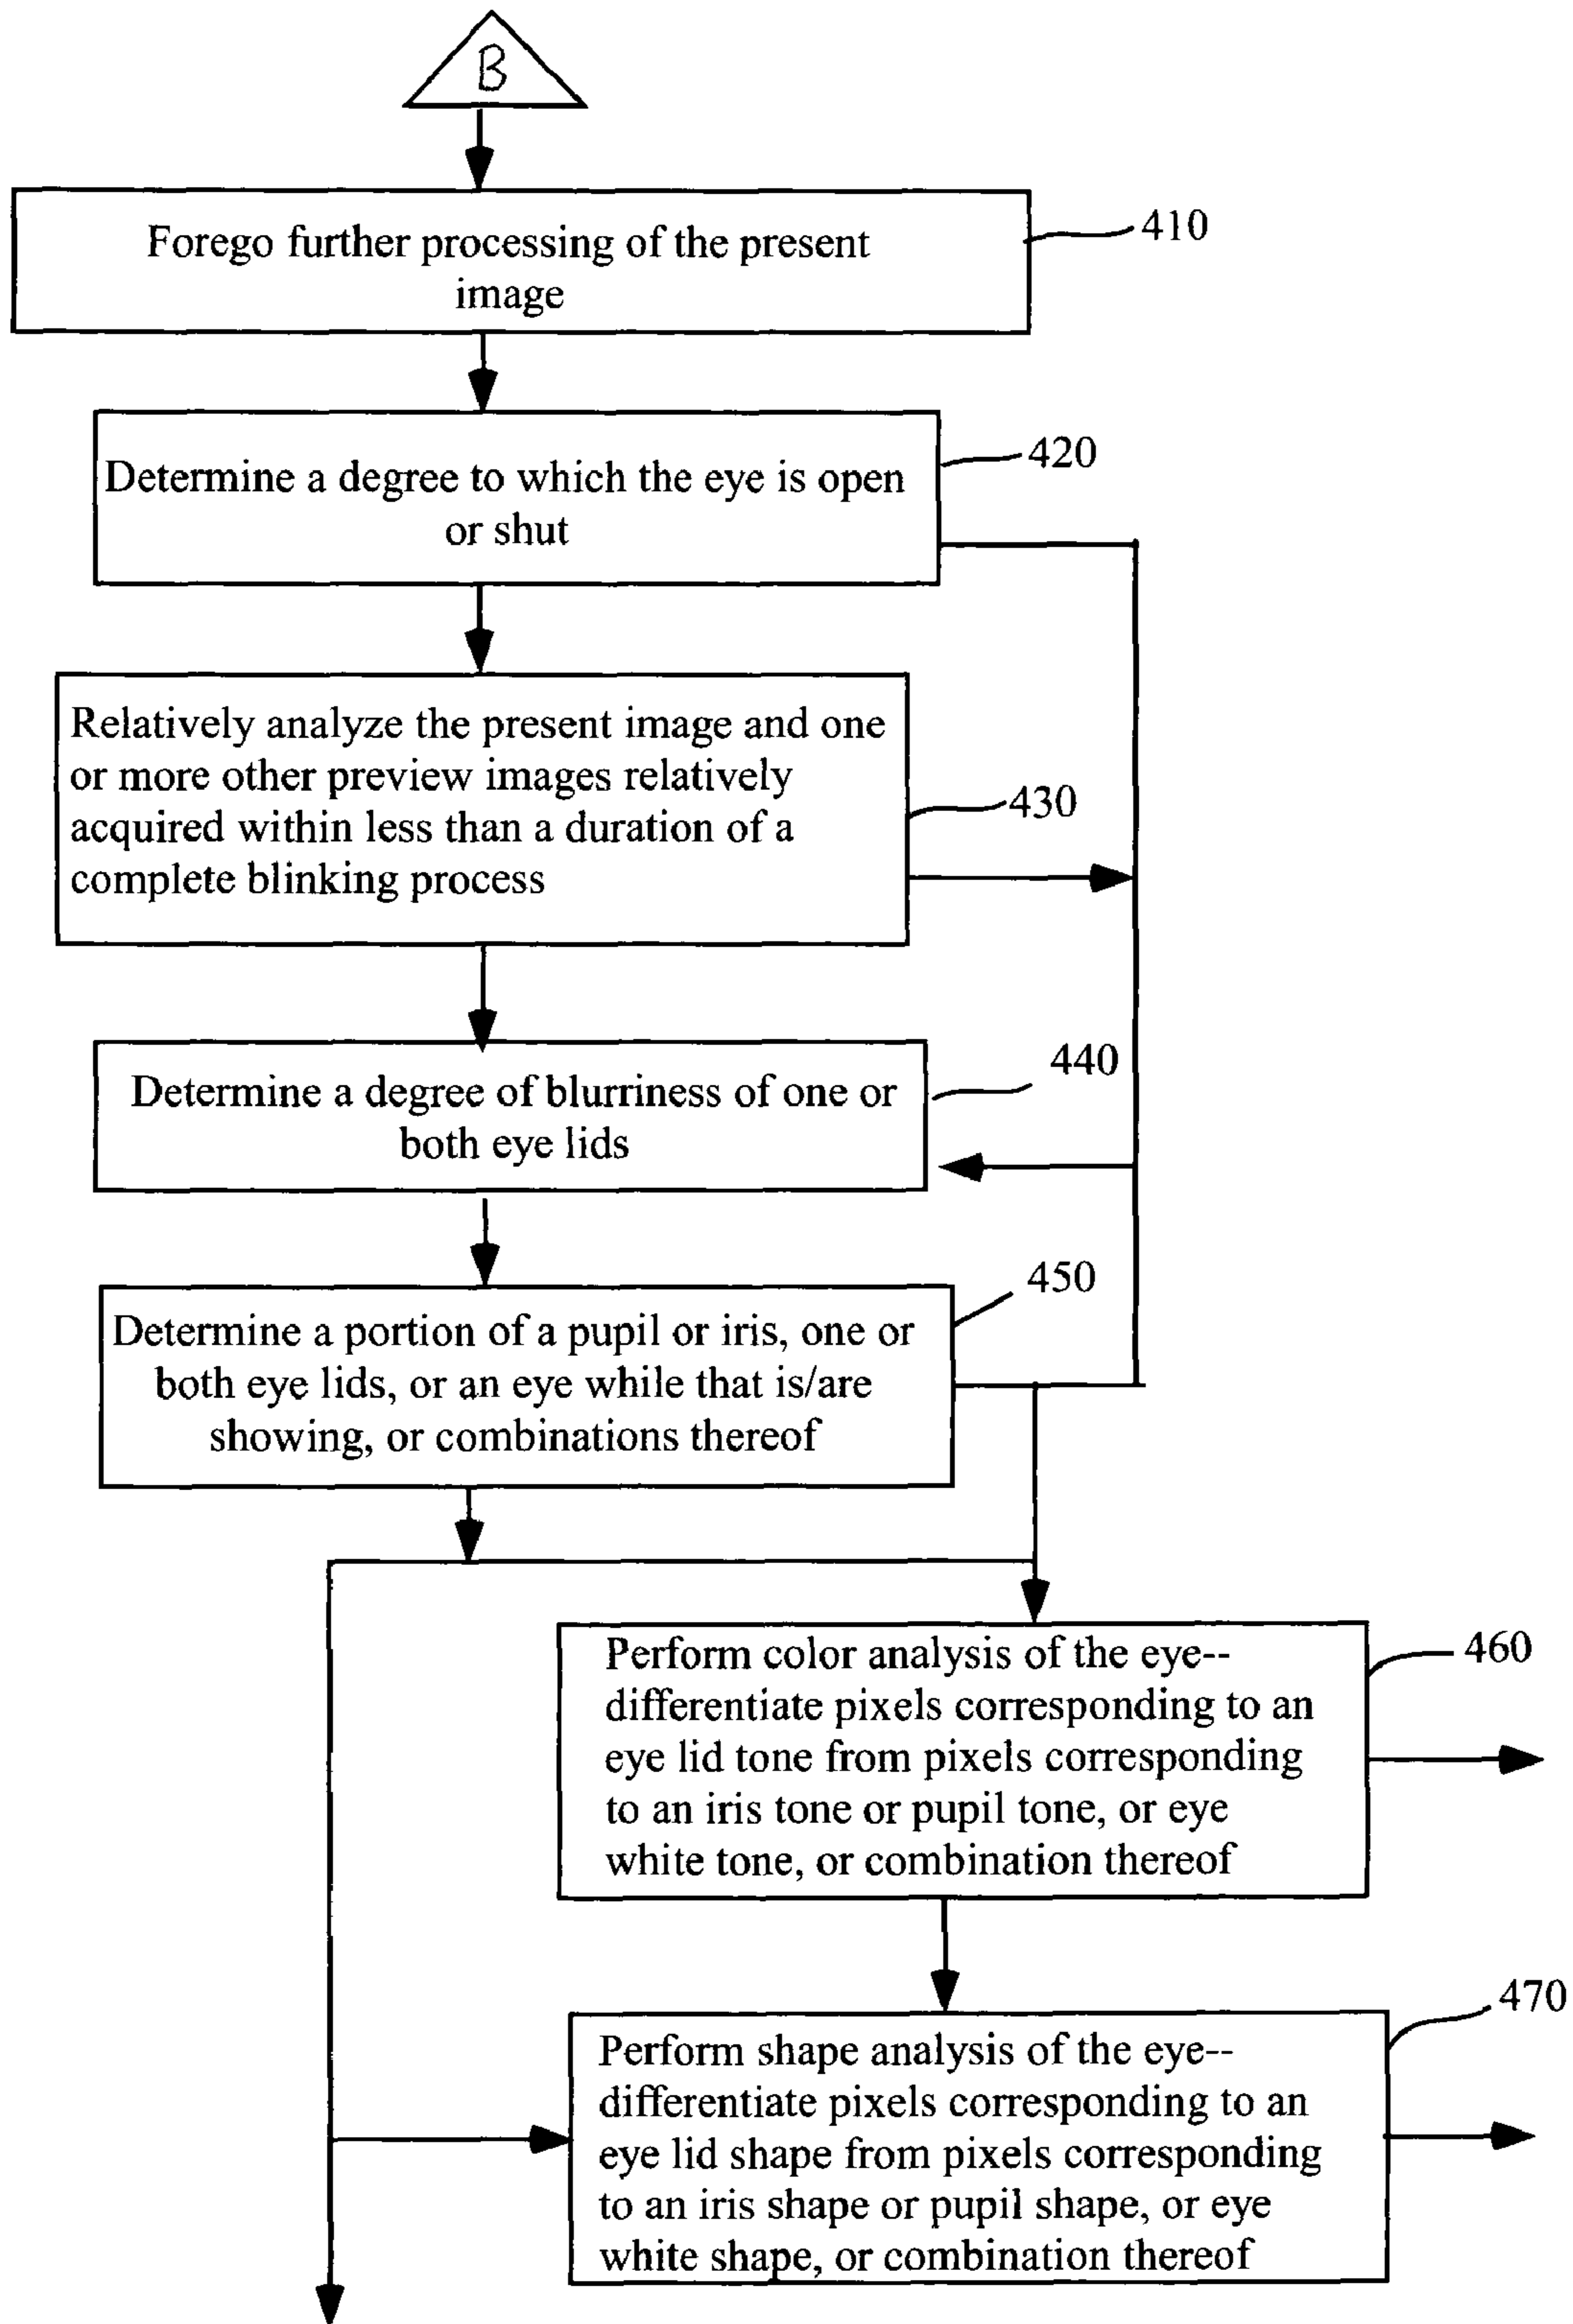 B
Forego further processing of the present
image
410
Determine a degree to which the eye is open
or shut
420
Relatively analyze the present image and one
or more other preview images relatively
acquired within less than a duration of a
complete blinking process
430
Determine a degree of blurriness of one or
both eye lids
440
Determine a portion of a pupil or iris, one or
both eye lids, or an eye while that is/are
showing, or combinations thereof
450
Perform color analysis of the eye--
differentiate pixels corresponding to an
eye lid tone from pixels corresponding
to an iris tone or pupil tone, or eye
white tone, or combination thereof
460
Perform shape analysis of the eye--
differentiate pixels corresponding to an
eye lid shape from pixels corresponding
to an iris shape or pupil shape, or eye
white shape, or combination thereof
470